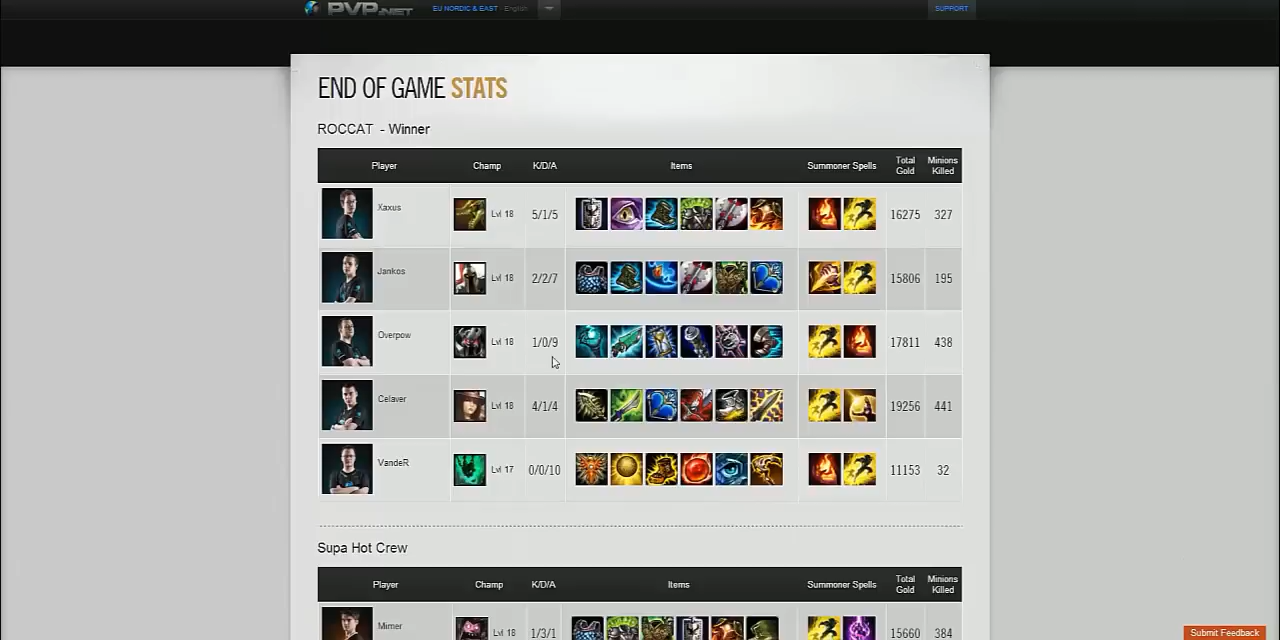 PVP.NET EU NORDIC & EAST - English SUPPORT
END OF GAME STATS
ROCCAT - Winner
Player Champ K/D/A Items Summoner Spells Total Gold Minions Killed
Xaxus Lvl 18 5/1/5 16275 327
Jankos Lvl 18 2/2/7 15806 195
Overpow Lvl 18 1/0/9 17811 438
Celaver Lvl 18 4/1/4 19256 441
VandeR Lvl 17 0/0/10 11153 32
Supa Hot Crew
Player Champ K/D/A Items Summoner Spells Total Gold Minions Killed
Mimer Lvl 18 1/3/1 15660 384
Submit Feedback